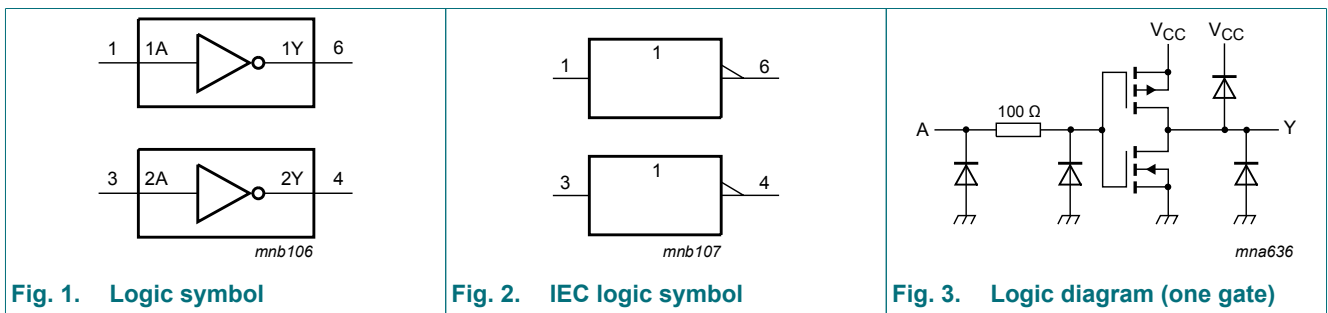 1 1A 1Y 6
3 2A 2Y 4
mnb106
Fig. 1. Logic symbol
1 1 6
3 1 4
mnb107
Fig. 2. IEC logic symbol
VCC VCC
100 Ω
A Y
mna636
Fig. 3. Logic diagram (one gate)